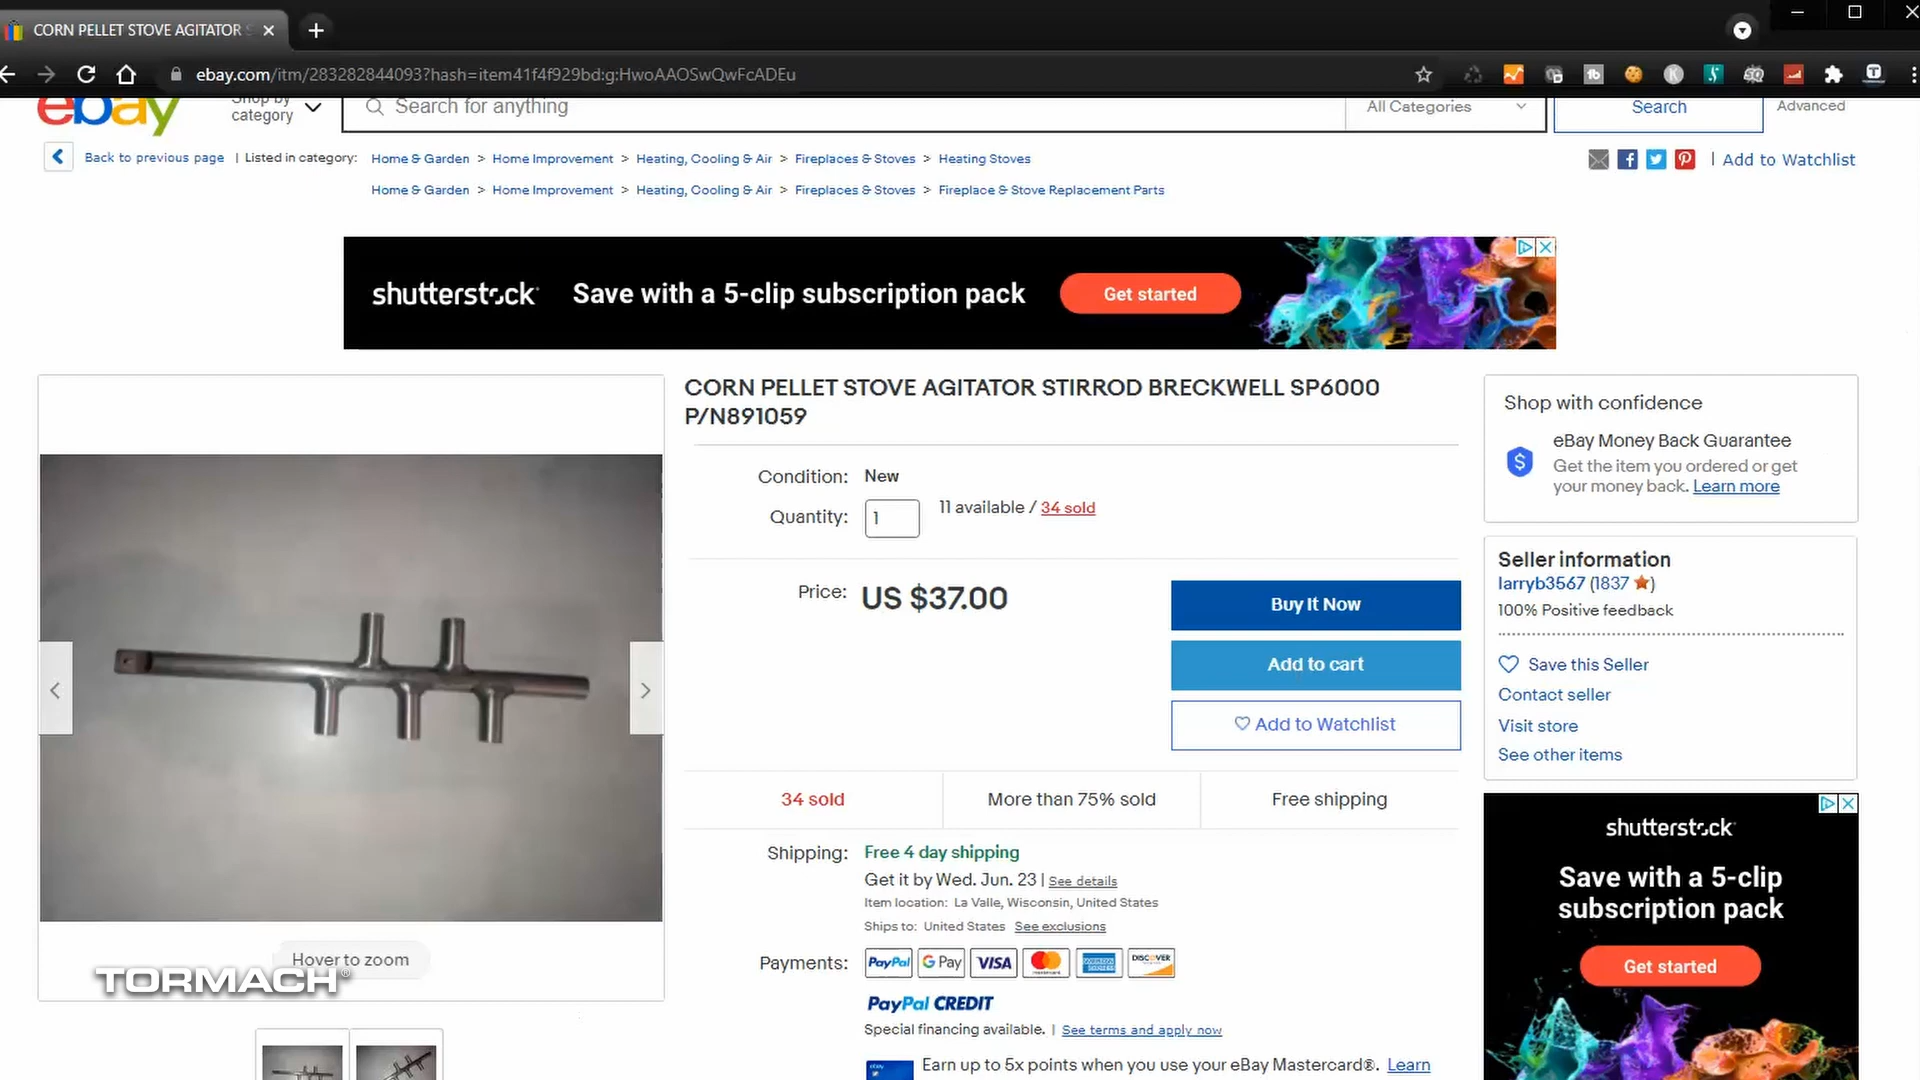 CORN PELLET STOVE AGITATOR
ebay.com/itm/283282844093?hash=item41f4f929bd:g:HwoAAOSwQwFcADEu
ebay
Shop by
category
Search for anything
All Categories
Search
Advanced
Back to previous page | Listed in category:
Home & Garden > Home Improvement > Heating, Cooling & Air > Fireplaces & Stoves > Heating Stoves
| Add to Watchlist
Home & Garden > Home Improvement > Heating, Cooling & Air > Fireplaces & Stoves > Fireplace & Stove Replacement Parts
shutterstock Save with a 5-clip subscription pack Get started
CORN PELLET STOVE AGITATOR STIRROD BRECKWELL SP6000
P/N891059
Condition: New
Quantity: 1 11 available / 34 sold
Price: US $37.00
Buy It Now
Add to cart
Add to Watchlist
34 sold
More than 75% sold
Free shipping
Shipping: Free 4 day shipping
Get it by Wed. Jun. 23 | See details
Item location: La Valle, Wisconsin, United States
Ships to: United States See exclusions
Payments: PayPal G Pay VISA mastercard AMERICAN EXPRESS DISCOVER
PayPal CREDIT
Special financing available. | See terms and apply now
Earn up to 5x points when you use your eBay Mastercard®. Learn
Hover to zoom
TORMACH®
Shop with confidence
eBay Money Back Guarantee
Get the item you ordered or get
your money back. Learn more
Seller information
larryb3567 (1837)
100% Positive feedback
Save this Seller
Contact seller
Visit store
See other items
shutterstock
Save with a 5-clip
subscription pack
Get started